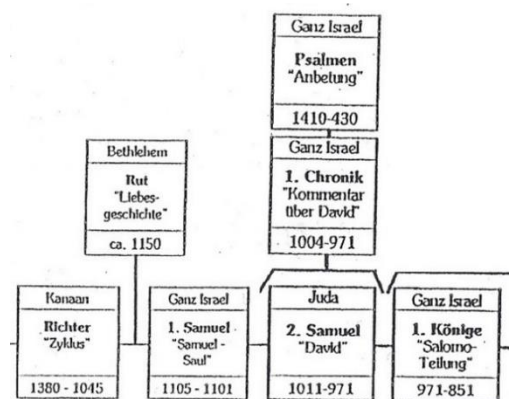 Ganz Israel
Psalmen
"Anbetung"
1410-430
Bethlehem
Rut
"Liebes-
geschichte"
ca. 1150
Ganz Israel
1. Chronik
"Kommentar
über David"
1004-971
Kanaan
Richter
"Zyklus"
1380 - 1045
Ganz Israel
1. Samuel
"Samuel -
Saul"
1105 - 1101
Juda
2. Samuel
"David"
1011-971
Ganz Israel
1. Könige
"Salomo-
Teilung"
971-851